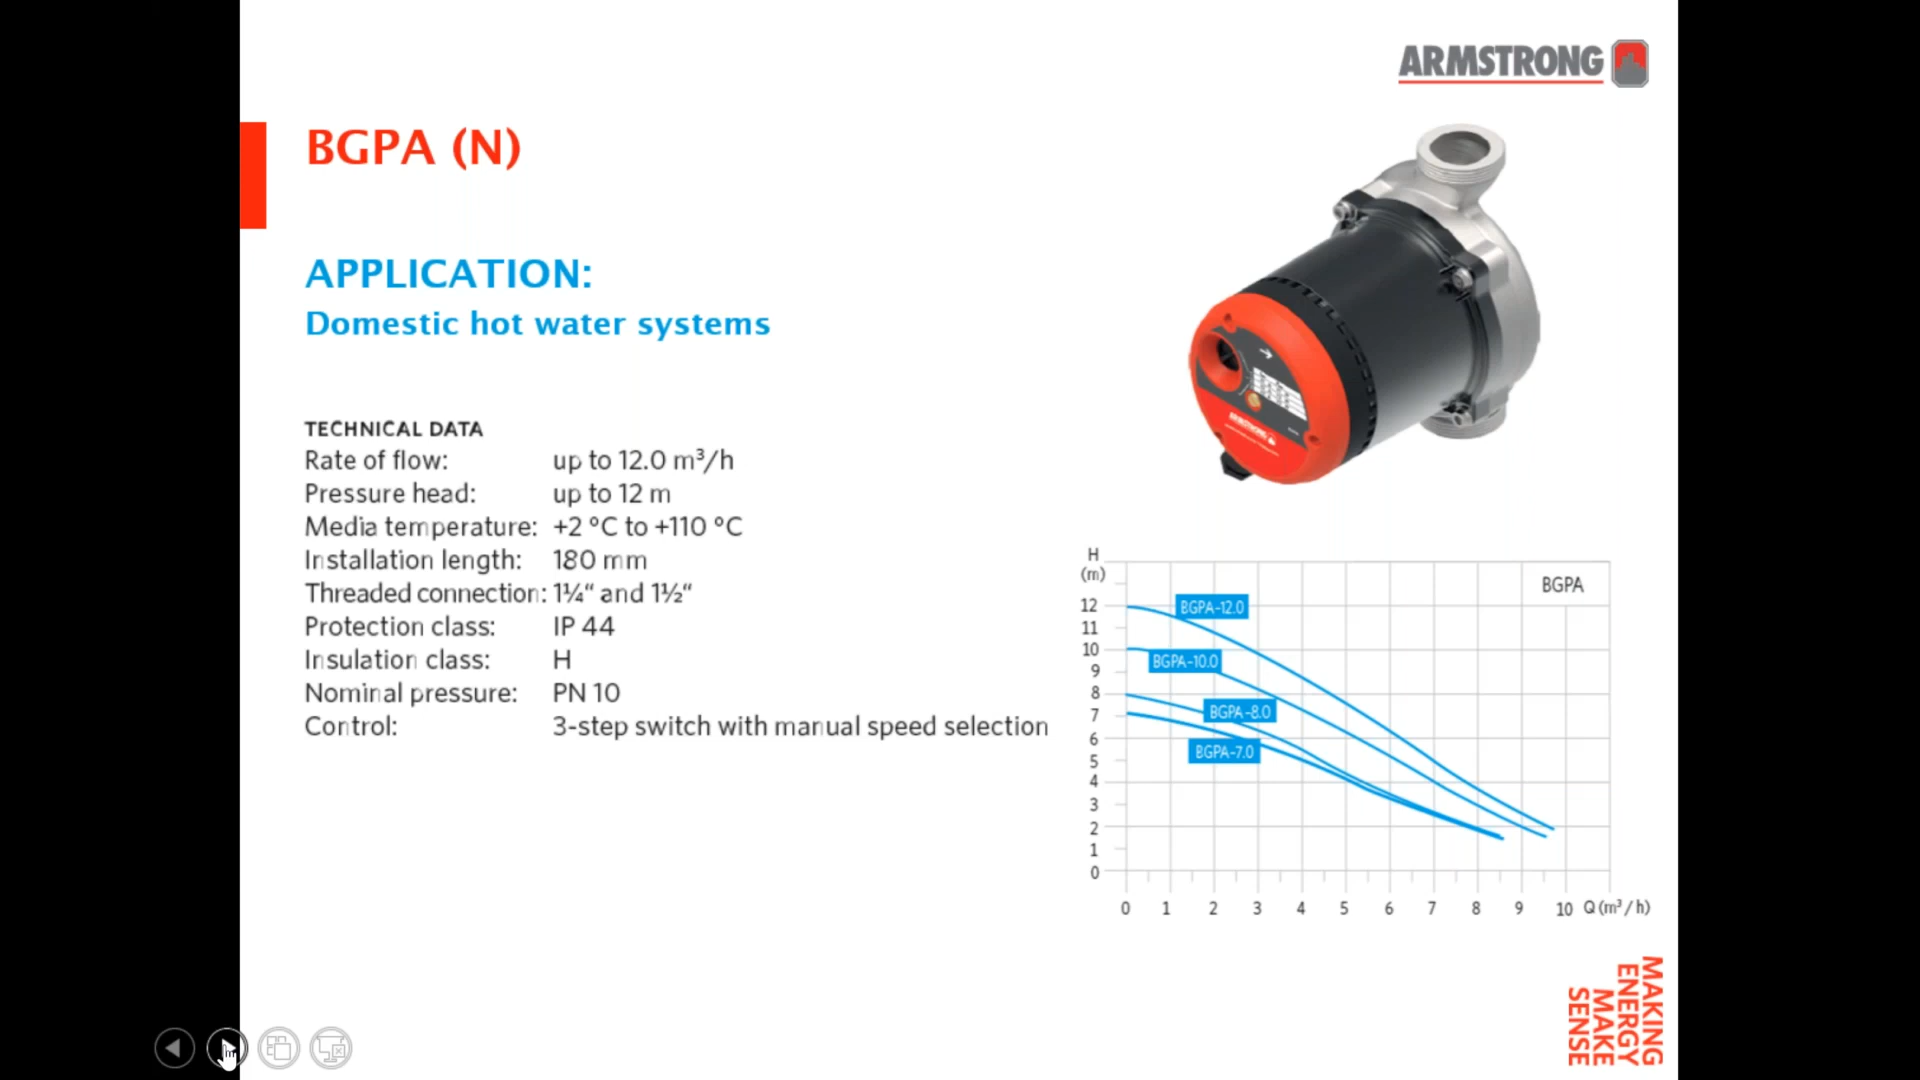 ARMSTRONG
BGPA (N)
APPLICATION:
Domestic hot water systems
TECHNICAL DATA
Rate of flow: up to 12.0 m³/h
Pressure head: up to 12 m
Media temperature: +2 °C to +110 °C
Installation length: 180 mm
Threaded connection: 1¼“ and 1½“
Protection class: IP 44
Insulation class: H
Nominal pressure: PN 10
Control: 3-step switch with manual speed selection
ARMSTRONG
H
(m)
BGPA
12
11
10
9
8
7
6
5
4
3
2
1
0
BGPA-12.0
BGPA-10.0
BGPA-8.0
BGPA-7.0
0 1 2 3 4 5 6 7 8 9 10 Q (m³/h)
MAKING
ENERGY
MAKE
SENSE